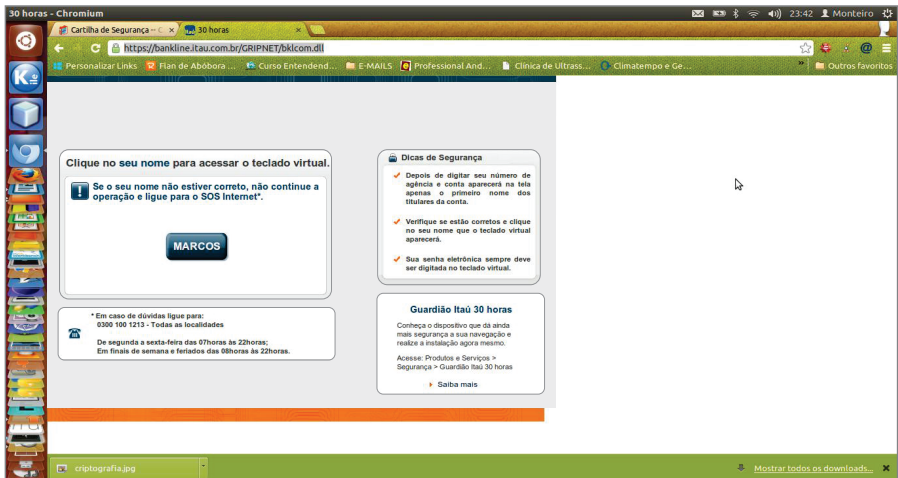 30 horas - Chromium
23:42 Monteiro
Cartilha de Segurança --
30 horas
https://bankline.itau.com.br/GRIPNET/bklcom.dll
Personalizar Links
Flan de Abóbora ...
Curso Entendend...
E-MAILS
Professional And...
Clínica de Ultrass...
Climatempo e Ge...
Outros favoritos
Clique no seu nome para acessar o teclado virtual.
Se o seu nome não estiver correto, não continue a
operação e ligue para o SOS Internet*.
MARCOS
* Em caso de dúvidas ligue para:
0300 100 1213 - Todas as localidades
De segunda a sexta-feira das 07horas às 22horas;
Em finais de semana e feriados das 08horas às 22horas.
Dicas de Segurança
Depois de digitar seu número de
agência e conta aparecerá na tela
apenas o primeiro nome dos
titulares da conta.
Verifique se estão corretos e clique
no seu nome que o teclado virtual
aparecerá.
Sua senha eletrônica sempre deve
ser digitada no teclado virtual.
Guardião Itaú 30 horas
Conheça o dispositivo que dá ainda
mais segurança a sua navegação e
realize a instalação agora mesmo.
Acesse: Produtos e Serviços >
Segurança > Guardião Itaú 30 horas
Saiba mais
criptografia.jpg
Mostrar todos os downloads...